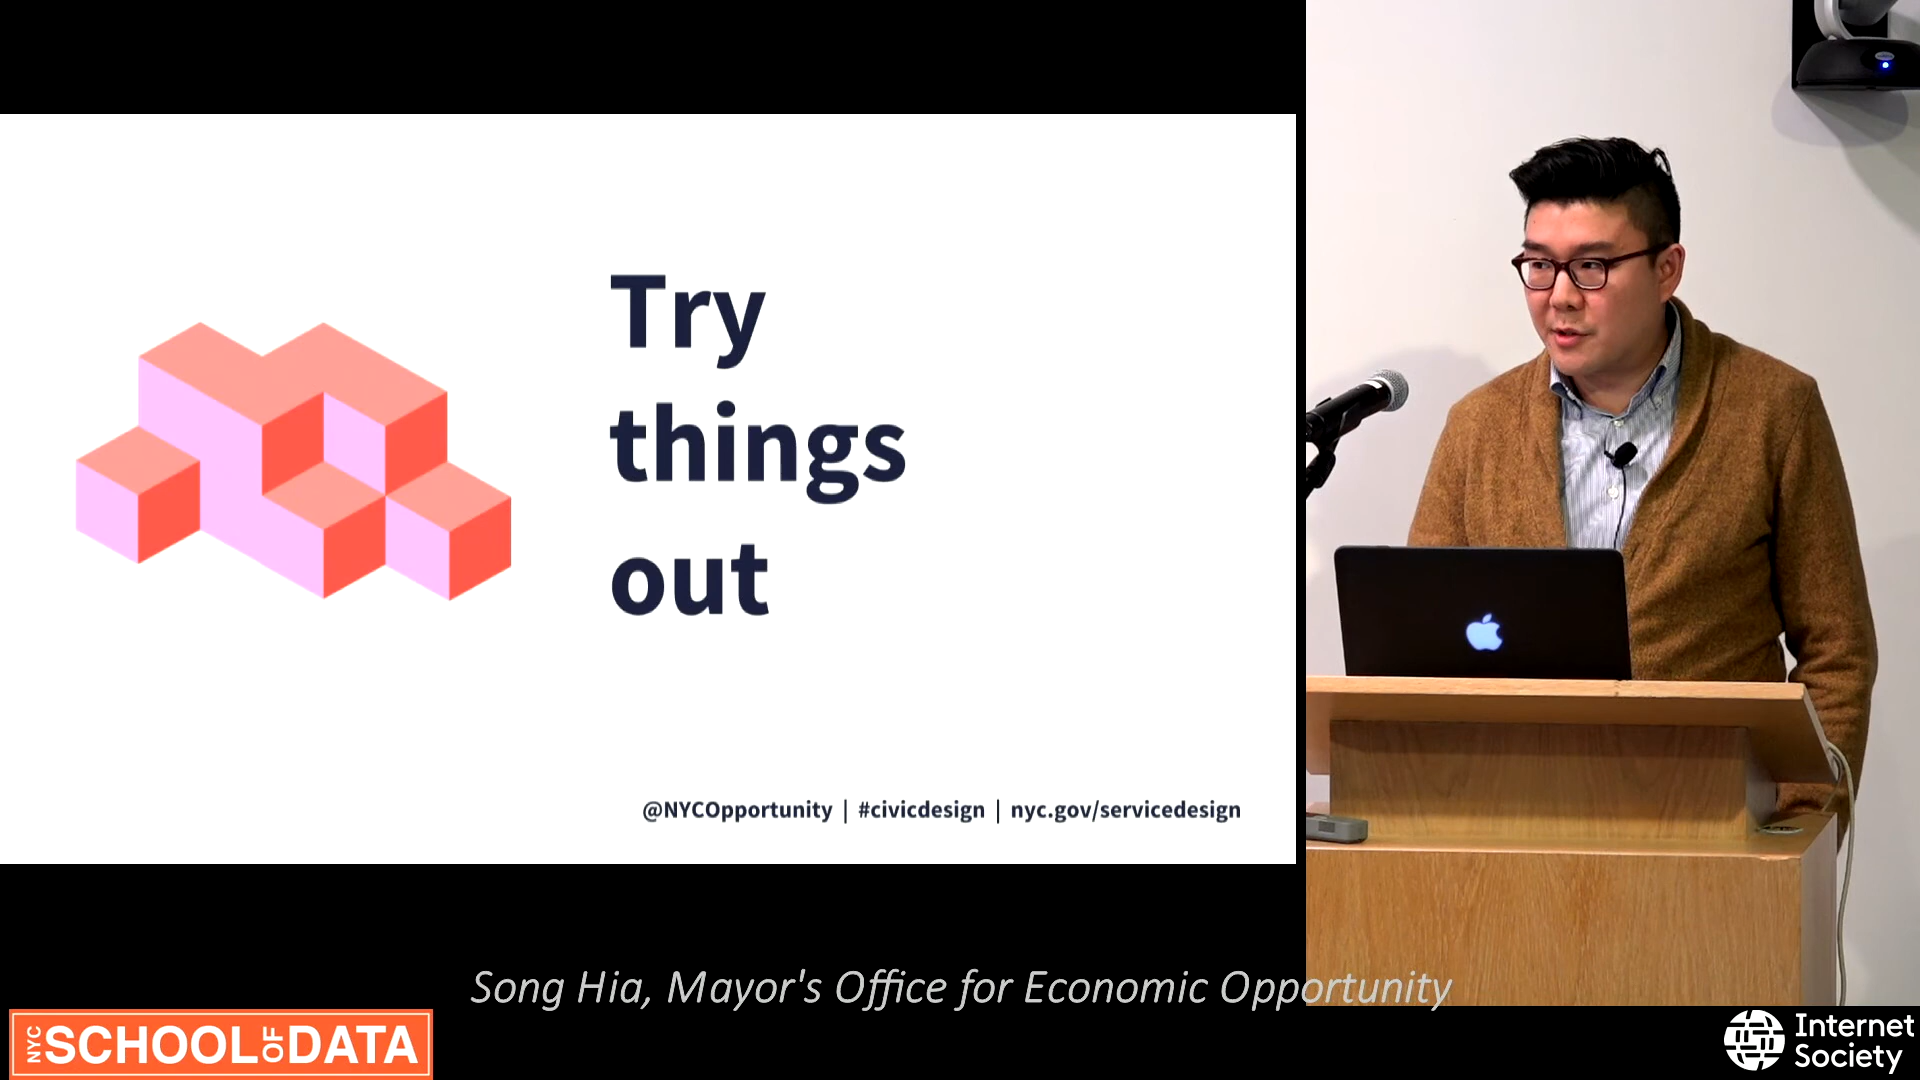 Try
things
out
@NYCOpportunity | #civicdesign | nyc.gov/servicedesign
Song Hia, Mayor's Office for Economic Opportunity
NYC SCHOOL OF DATA
Internet
Society